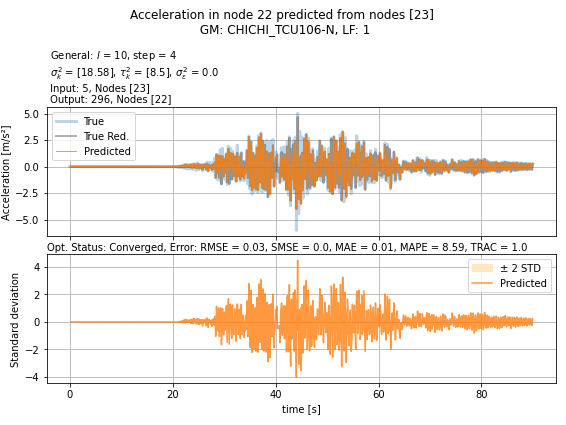 Acceleration in node 22 predicted from nodes [23]
GM: CHICHI_TCU106-N, LF: 1
General: l = 10, step = 4
σ²ₖ = [18.58], τ²ₖ = [8.5], σ²ε = 0.0
Input: 5, Nodes [23]
Output: 296, Nodes [22]
Acceleration [m/s²]
5.0
2.5
0.0
−2.5
−5.0
True
True Red.
Predicted
Opt. Status: Converged, Error: RMSE = 0.03, SMSE = 0.0, MAE = 0.01, MAPE = 8.59, TRAC = 1.0
Standard deviation
4
2
0
−2
−4
± 2 STD
Predicted
0
20
40
60
80
time [s]